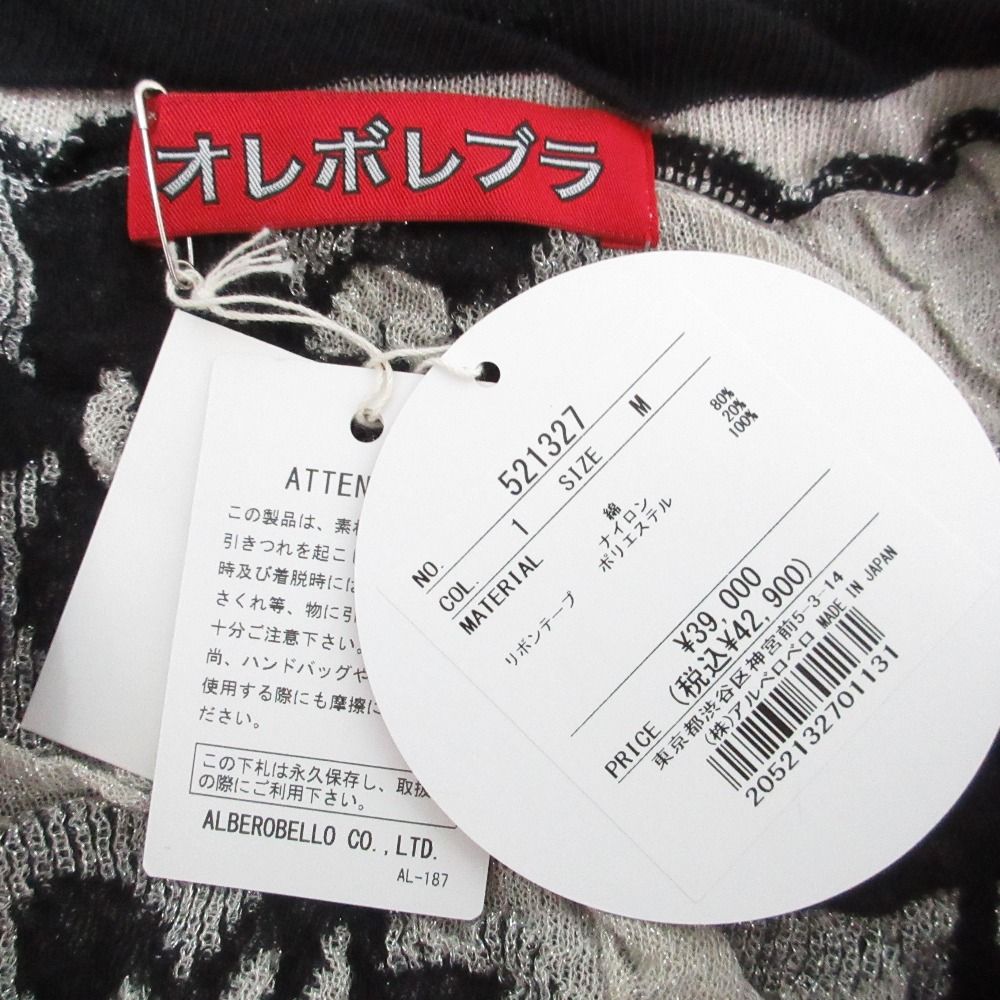 オレボレブラ
ATTEN
この製品は、素
引きつれを起こ
時及び着脱時には
さくれ等、物に引
十分ご注意下さい。
尚、ハンドバッグや
使用する際にも摩擦に
ださい。
この下札は永久保存し、取扱
の際にご利用下さい。
ALBEROBELLO CO.,LTD.
AL-187
NO. 521327
COL. 1 SIZE M
MATERIAL
綿 80%
ナイロン 20%
リボンテープ ポリエステル 100%
PRICE ¥39,000
(税込¥42,900)
東京都渋谷区神宮前5-3-14
(株)アルベロベロ MADE IN JAPAN
2052132701131